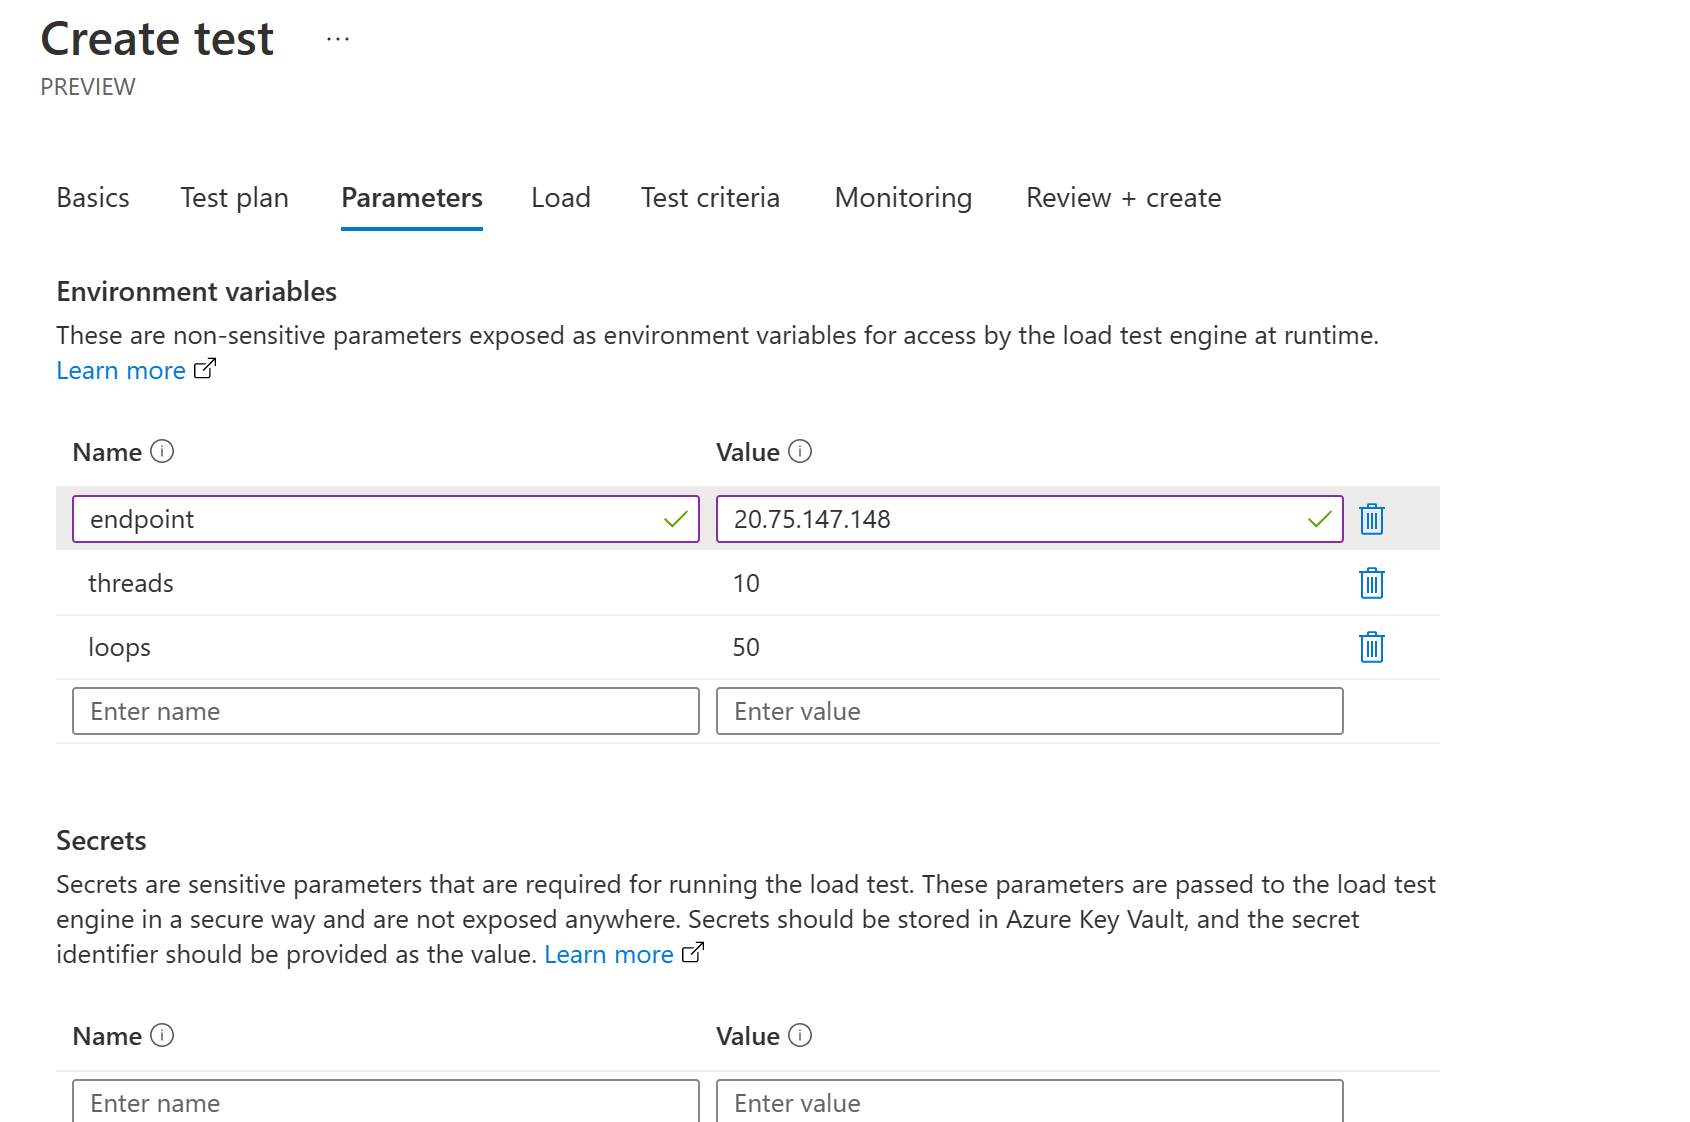 Create test ...
PREVIEW
Basics Test plan Parameters Load Test criteria Monitoring Review + create
Environment variables
These are non-sensitive parameters exposed as environment variables for access by the load test engine at runtime.
Learn more
Name Value
endpoint 20.75.147.148
threads 10
loops 50
Enter name Enter value
Secrets
Secrets are sensitive parameters that are required for running the load test. These parameters are passed to the load test
engine in a secure way and are not exposed anywhere. Secrets should be stored in Azure Key Vault, and the secret
identifier should be provided as the value. Learn more
Name Value
Enter name Enter value